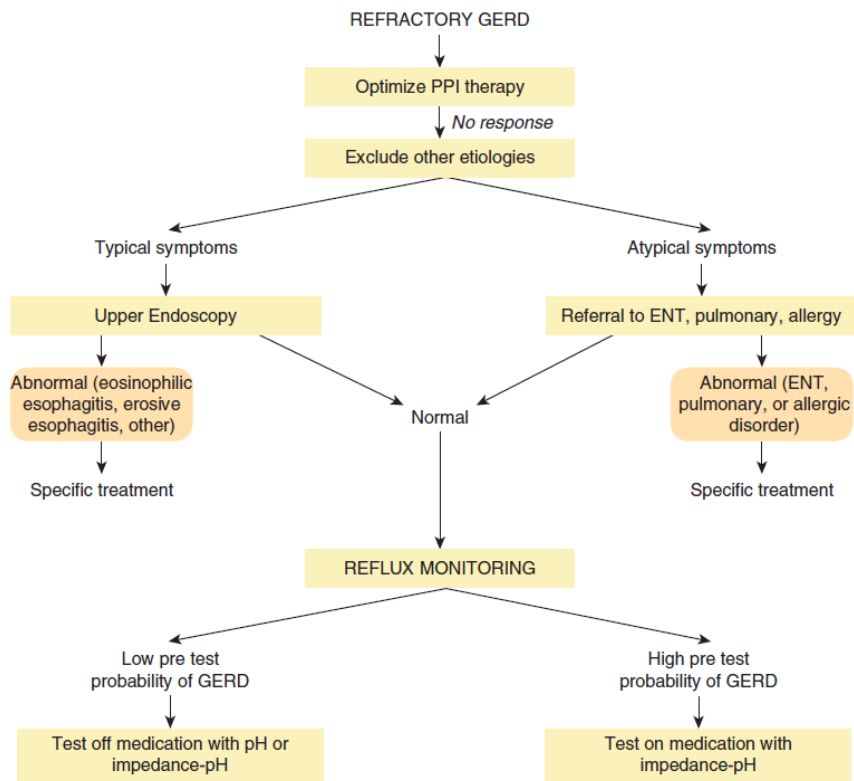 REFRACTORY GERD
Optimize PPI therapy
No response
Exclude other etiologies
Typical symptoms
Atypical symptoms
Upper Endoscopy
Referral to ENT, pulmonary, allergy
Abnormal (eosinophilic
esophagitis, erosive
esophagitis, other)
Normal
Abnormal (ENT,
pulmonary, or allergic
disorder)
Specific treatment
Specific treatment
REFLUX MONITORING
Low pre test
probability of GERD
High pre test
probability of GERD
Test off medication with pH or
impedance-pH
Test on medication with
impedance-pH